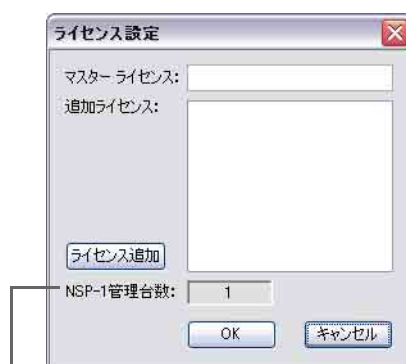 ライセンス設定
マスター ライセンス:
追加ライセンス:
ライセンス追加
NSP-1管理台数: 1
OK キャンセル